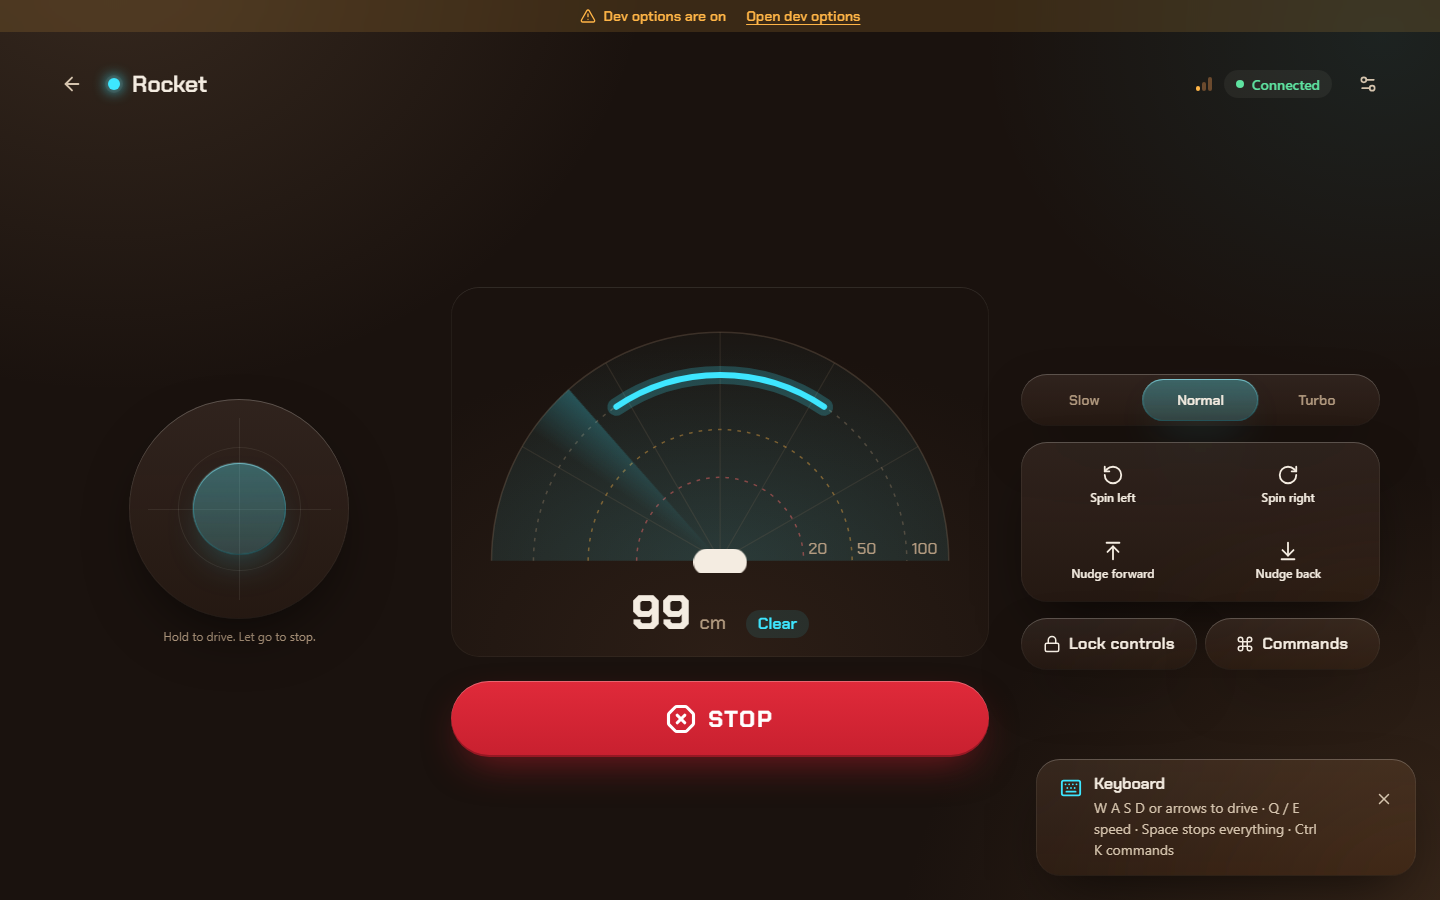 Dev options are on Open dev options
Rocket
Connected
20 50 100
99 cm Clear
Hold to drive. Let go to stop.
STOP
Slow Normal Turbo
Spin left Spin right
Nudge forward Nudge back
Lock controls Commands
Keyboard
W A S D or arrows to drive · Q / E
speed · Space stops everything · Ctrl
K commands